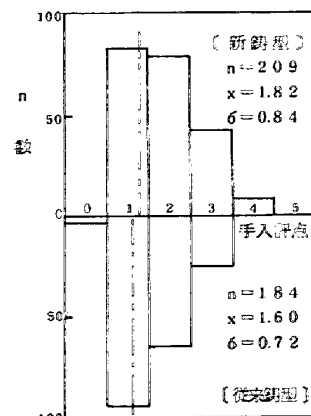 100
〔新鋳型〕
n=209
x=1.82
σ=0.84
n
数
50
0
0 1 2 3 4 5
手入評点
n=184
x=1.60
σ=0.72
50
〔従来鋳型〕
100